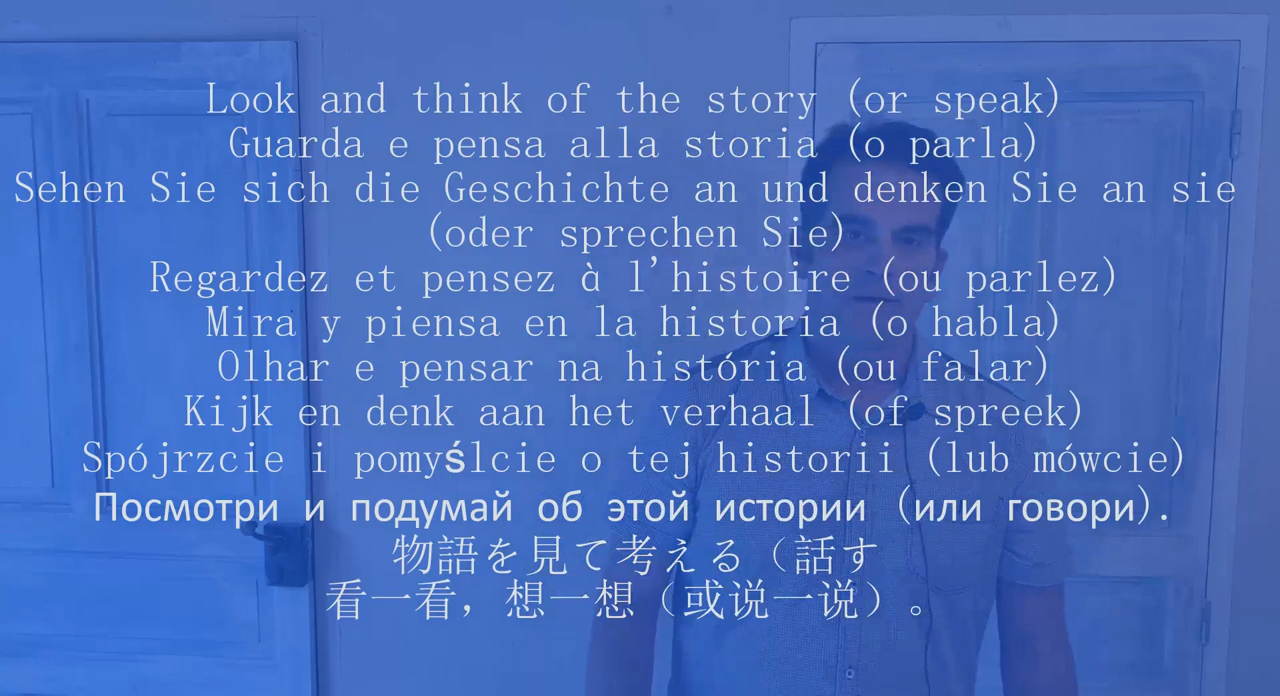 Look and think of the story (or speak)
Guarda e pensa alla storia (o parla)
Sehen Sie sich die Geschichte an und denken Sie an sie
(oder sprechen Sie)
Regardez et pensez à l'histoire (ou parlez)
Mira y piensa en la historia (o habla)
Olhar e pensar na história (ou falar)
Kijk en denk aan het verhaal (of spreek)
Spójrzcie i pomyślcie o tej historii (lub mówcie)
Посмотри и подумай об этой истории (или говори).
物語を見て考える（話す
看一看，想一想（或说一说）。